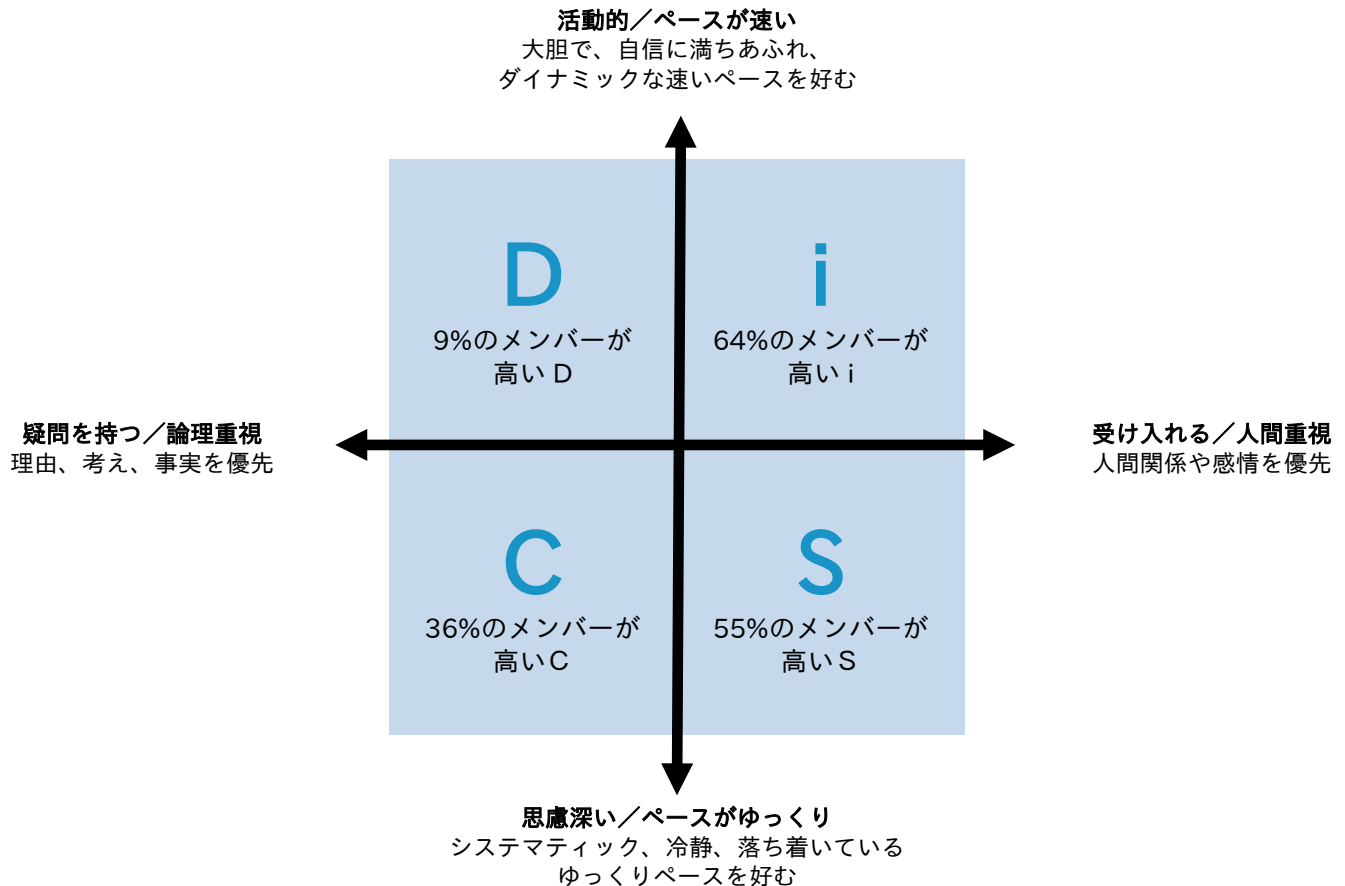 活動的／ペースが速い
大胆で、自信に満ちあふれ、
ダイナミックな速いペースを好む
D
9%のメンバーが
高い D
i
64%のメンバーが
高い i
疑問を持つ／論理重視
理由、考え、事実を優先
受け入れる／人間重視
人間関係や感情を優先
C
36%のメンバーが
高い C
S
55%のメンバーが
高い S
思慮深い／ペースがゆっくり
システマティック、冷静、落ち着いている
ゆっくりペースを好む